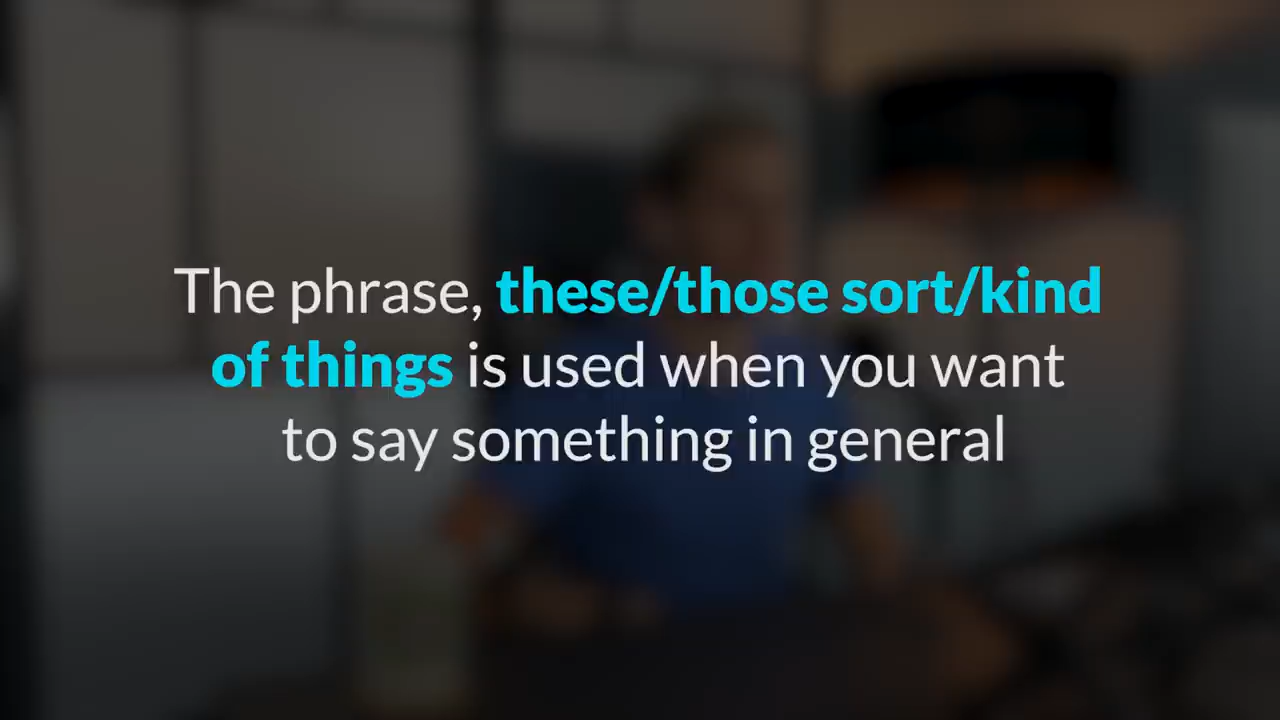 The phrase, these/those sort/kind
of things is used when you want
to say something in general